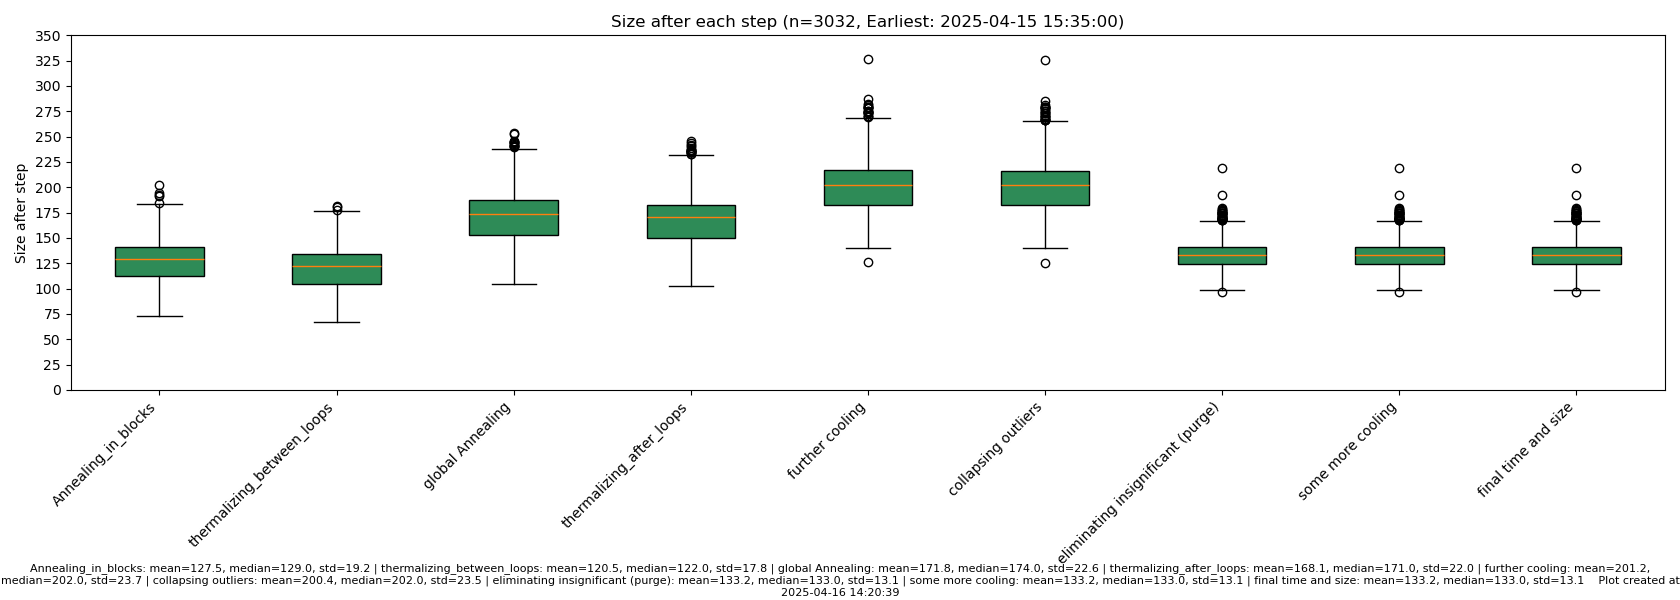 Size after each step (n=3032, Earliest: 2025-04-15 15:35:00)
Size after step
350
325
300
275
250
225
200
175
150
125
100
75
50
25
0
Annealing_in_blocks
thermalizing_between_loops
global Annealing
thermalizing_after_loops
further cooling
collapsing outliers
eliminating insignificant (purge)
some more cooling
final time and size
Annealing_in_blocks: mean=127.5, median=129.0, std=19.2 | thermalizing_between_loops: mean=120.5, median=122.0, std=17.8 | global Annealing: mean=171.8, median=174.0, std=22.6 | thermalizing_after_loops: mean=168.1, median=171.0, std=22.0 | further cooling: mean=201.2,
median=202.0, std=23.7 | collapsing outliers: mean=200.4, median=202.0, std=23.5 | eliminating insignificant (purge): mean=133.2, median=133.0, std=13.1 | some more cooling: mean=133.2, median=133.0, std=13.1 | final time and size: mean=133.2, median=133.0, std=13.1 Plot created at
2025-04-16 14:20:39